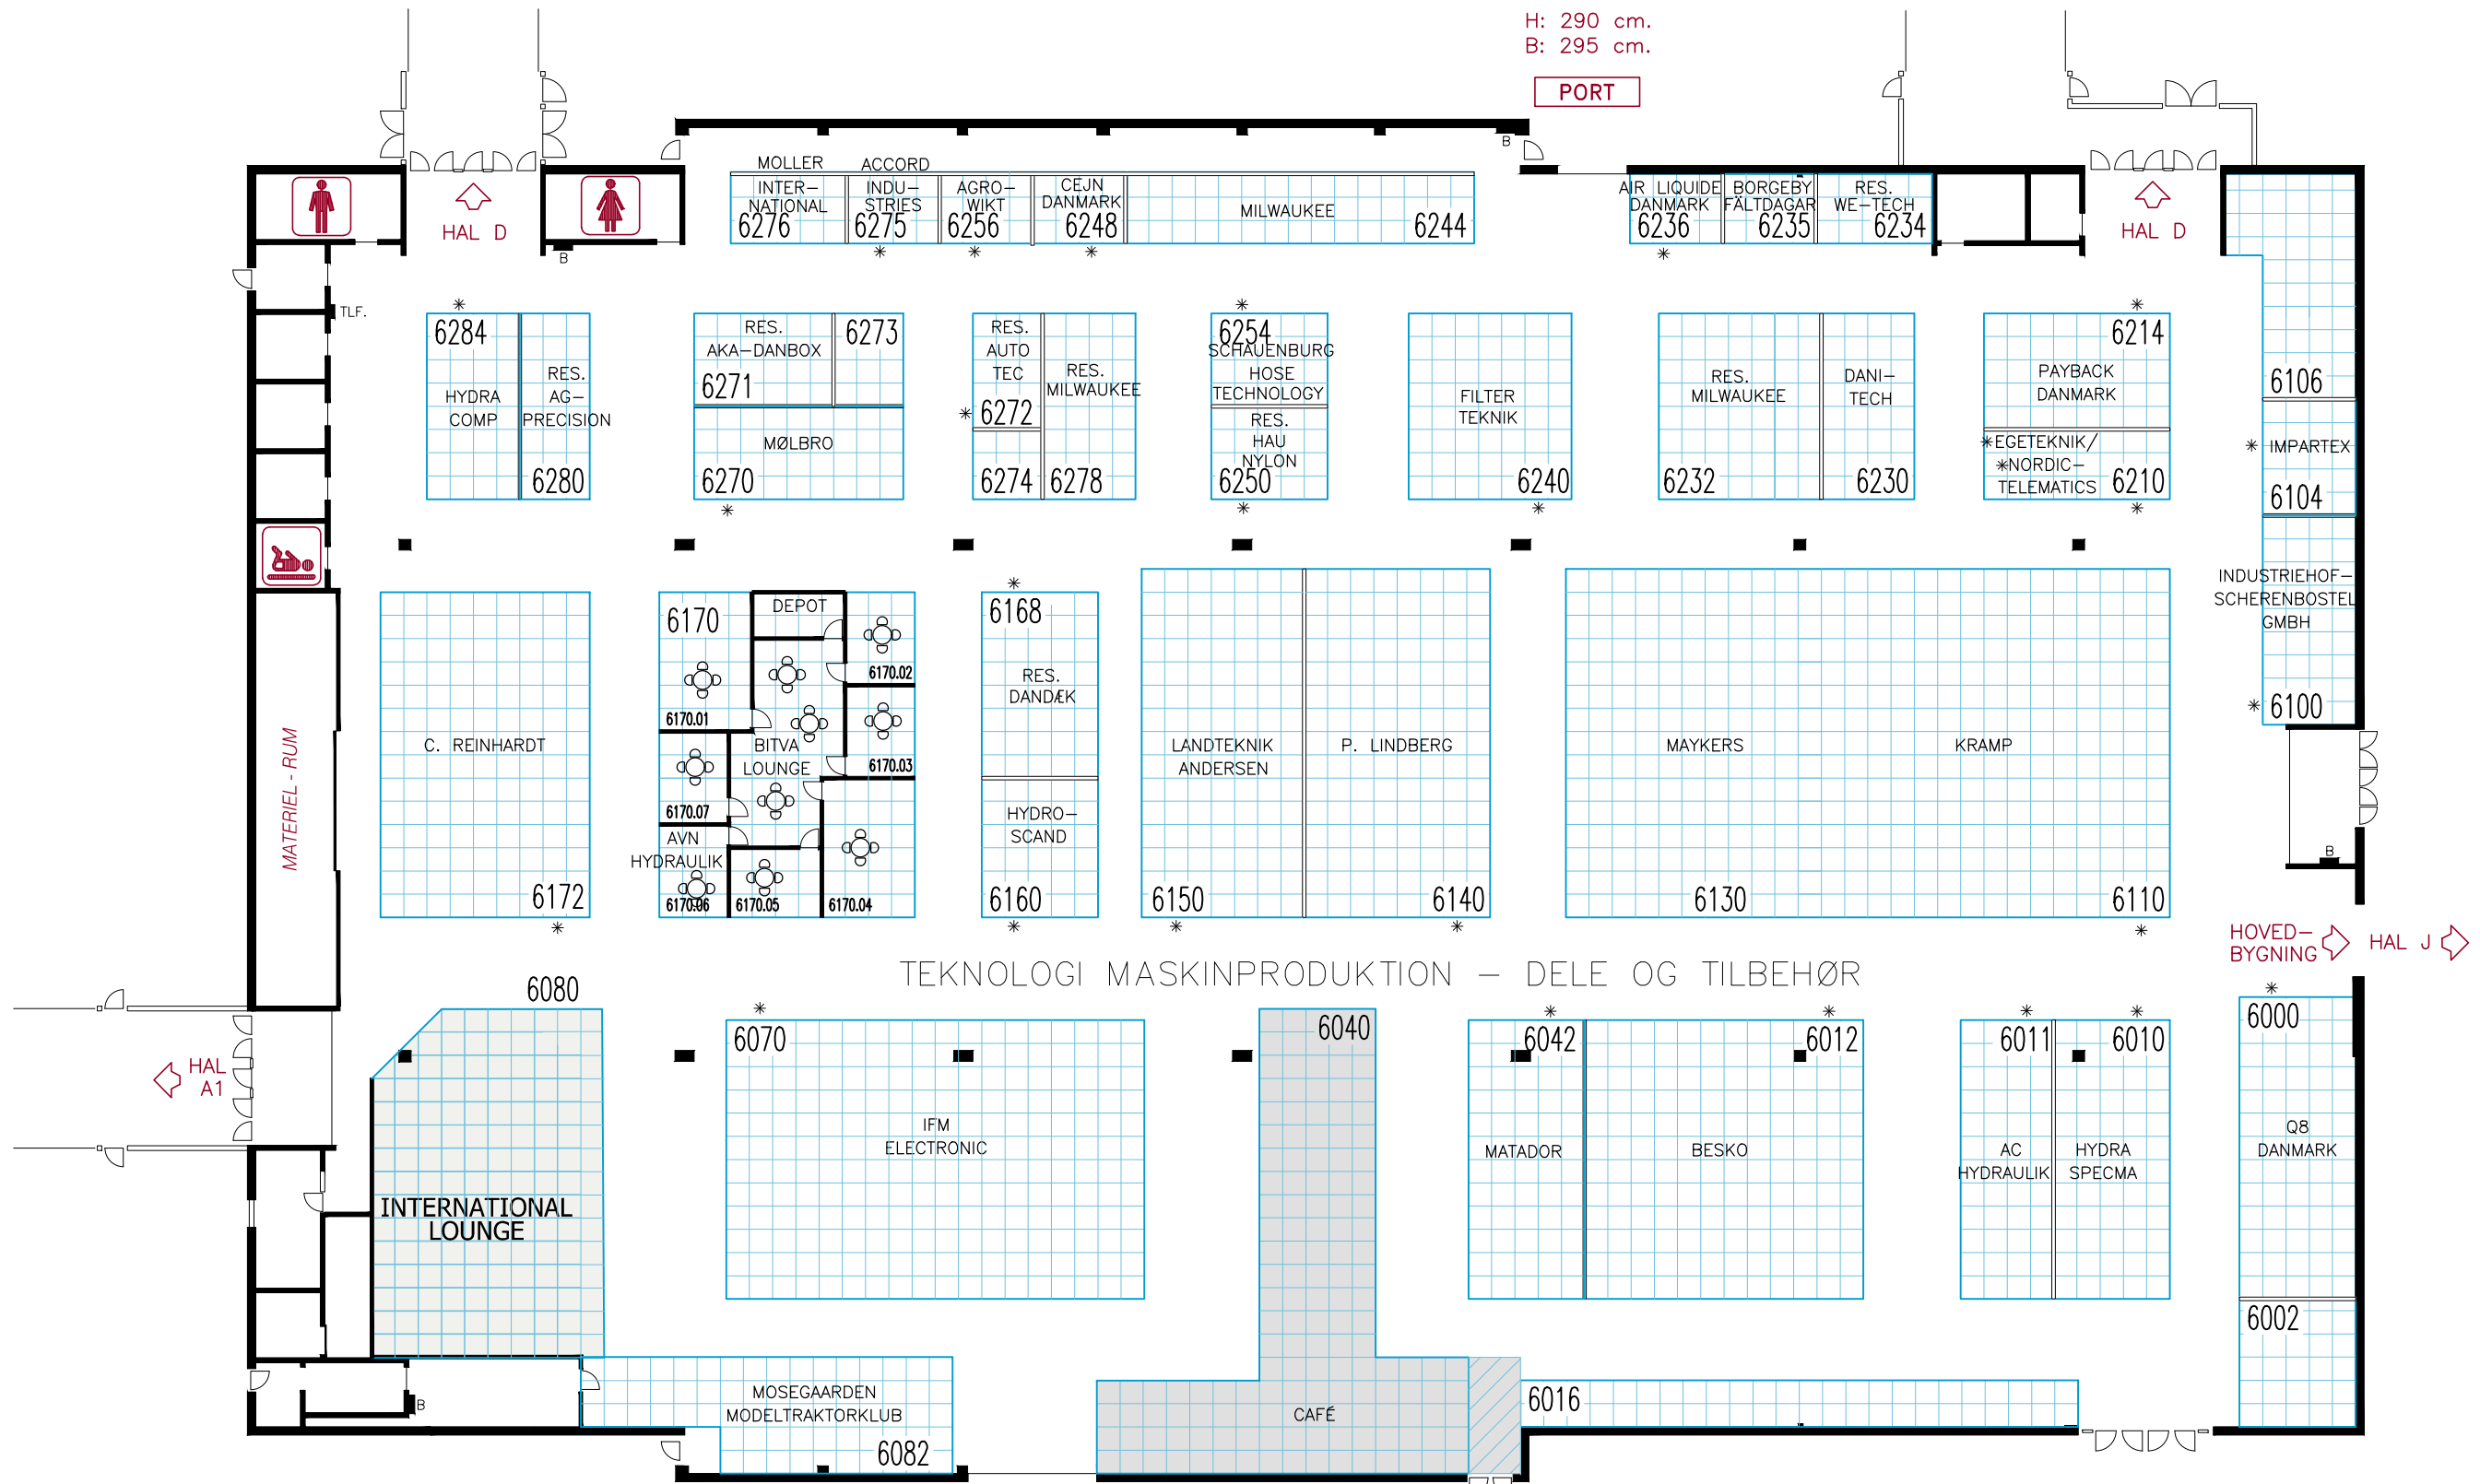 H: 290 cm.
B: 295 cm.
PORT
B
HAL D
B
MOLLER
INTER-
NATIONAL
6276
ACCORD
INDU-
STRIES
6275
AGRO-
WIKT
6256
CEJN
DANMARK
6248
MILWAUKEE
6244
AIR LIQUIDE
DANMARK
6236
BORGEBY
FÄLTDAGAR
6235
RES.
WE-TECH
6234
HAL D
TLF.
6284
HYDRA
COMP
RES.
AG-
PRECISION
6280
RES.
AKA-DANBOX
6271
6273
MØLBRO
6270
RES.
AUTO
TEC
6272
6274
RES.
MILWAUKEE
6278
6254
SCHAUENBURG
HOSE
TECHNOLOGY
RES.
HAU
NYLON
6250
FILTER
TEKNIK
6240
RES.
MILWAUKEE
6232
DANI-
TECH
6230
6214
PAYBACK
DANMARK
*EGETEKNIK/
*NORDIC-
TELEMATICS
6210
6106
* IMPARTEX
6104
INDUSTRIEHOF-
SCHERENBOSTEL
GMBH
* 6100
MATERIEL - RUM
C. REINHARDT
6172
6170
DEPOT
6170.02
6170.01
6170.03
BITVA
LOUNGE
6170.07
AVN
HYDRAULIK
6170.06
6170.05
6170.04
6168
RES.
DANDÆK
HYDRO-
SCAND
6160
LANDTEKNIK
ANDERSEN
6150
P. LINDBERG
6140
MAYKERS
6130
KRAMP
6110
B
HOVED-
BYGNING
HAL J
TEKNOLOGI MASKINPRODUKTION - DELE OG TILBEHØR
HAL
A1
6080
INTERNATIONAL
LOUNGE
B
6070
IFM
ELECTRONIC
MOSEGAARDEN
MODELTRAKTORKLUB
6082
6040
CAFÉ
6042
MATADOR
6012
BESKO
6016
6011
AC
HYDRAULIK
6010
HYDRA
SPECMA
6000
Q8
DANMARK
6002